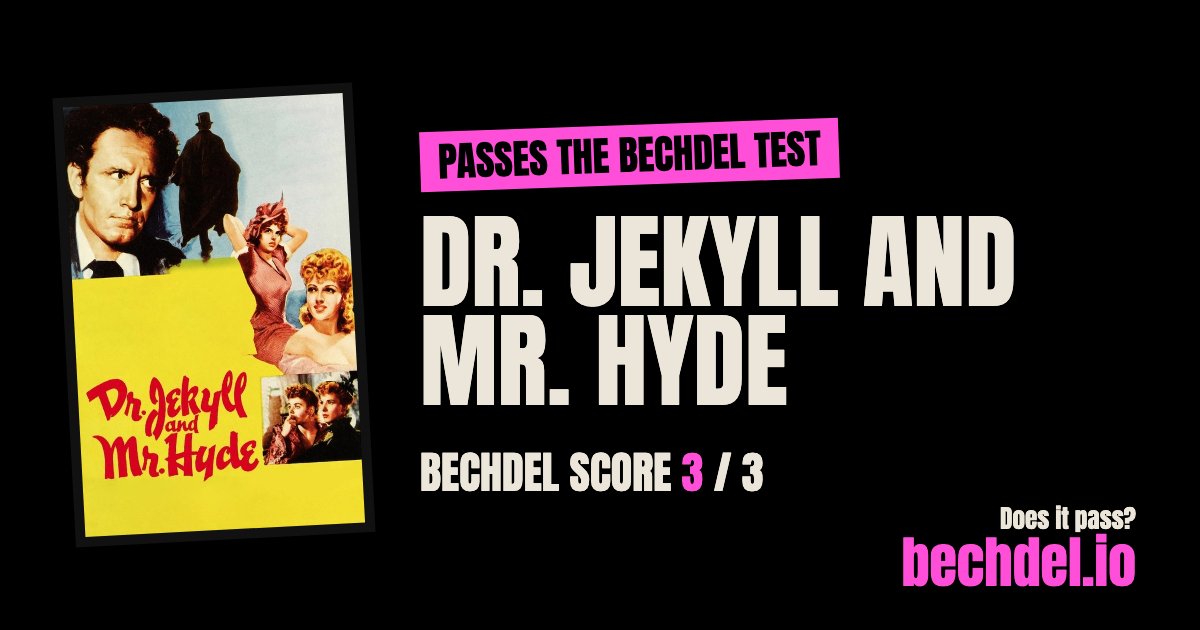 PASSES THE BECHDEL TEST
DR. JEKYLL AND
MR. HYDE
BECHDEL SCORE 3 / 3
Dr. Jekyll
and
Mr. Hyde
Does it pass?
bechdel.io